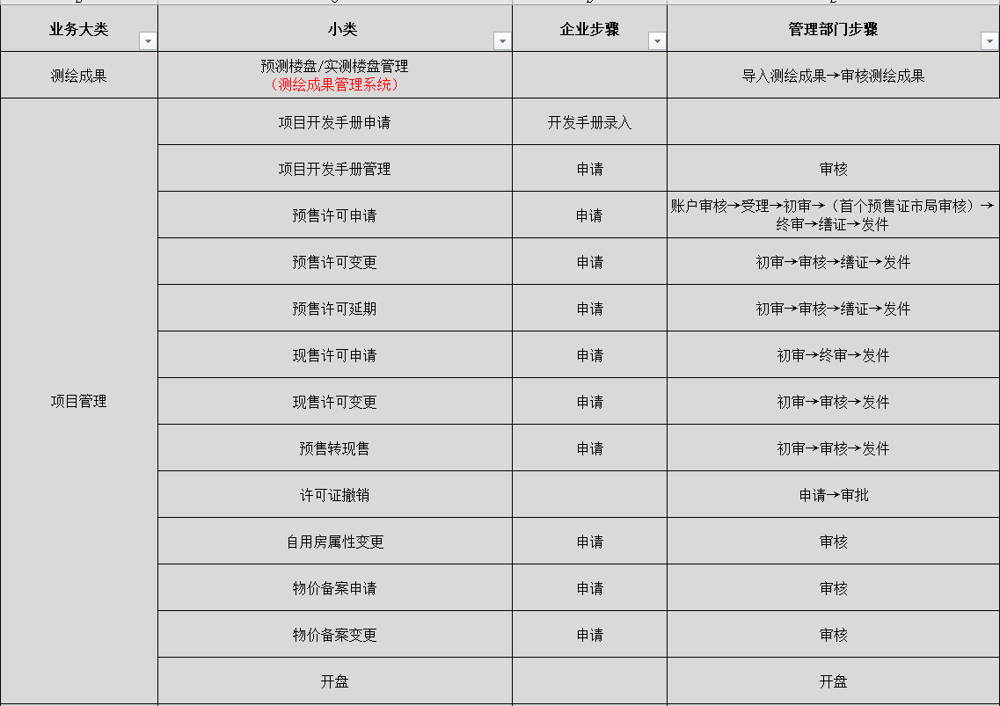 业务大类
小类
企业步骤
管理部门步骤
测绘成果
预测楼盘/实测楼盘管理
（测绘成果管理系统）
导入测绘成果→审核测绘成果
项目管理
项目开发手册申请
开发手册录入
项目开发手册管理
申请
审核
预售许可申请
申请
账户审核→受理→初审→（首个预售证市局审核）→
终审→缮证→发件
预售许可变更
申请
初审→审核→缮证→发件
预售许可延期
申请
初审→审核→缮证→发件
现售许可申请
申请
初审→终审→发件
现售许可变更
申请
初审→审核→发件
预售转现售
申请
初审→审核→发件
许可证撤销
申请→审批
自用房属性变更
申请
审核
物价备案申请
申请
审核
物价备案变更
申请
审核
开盘
开盘